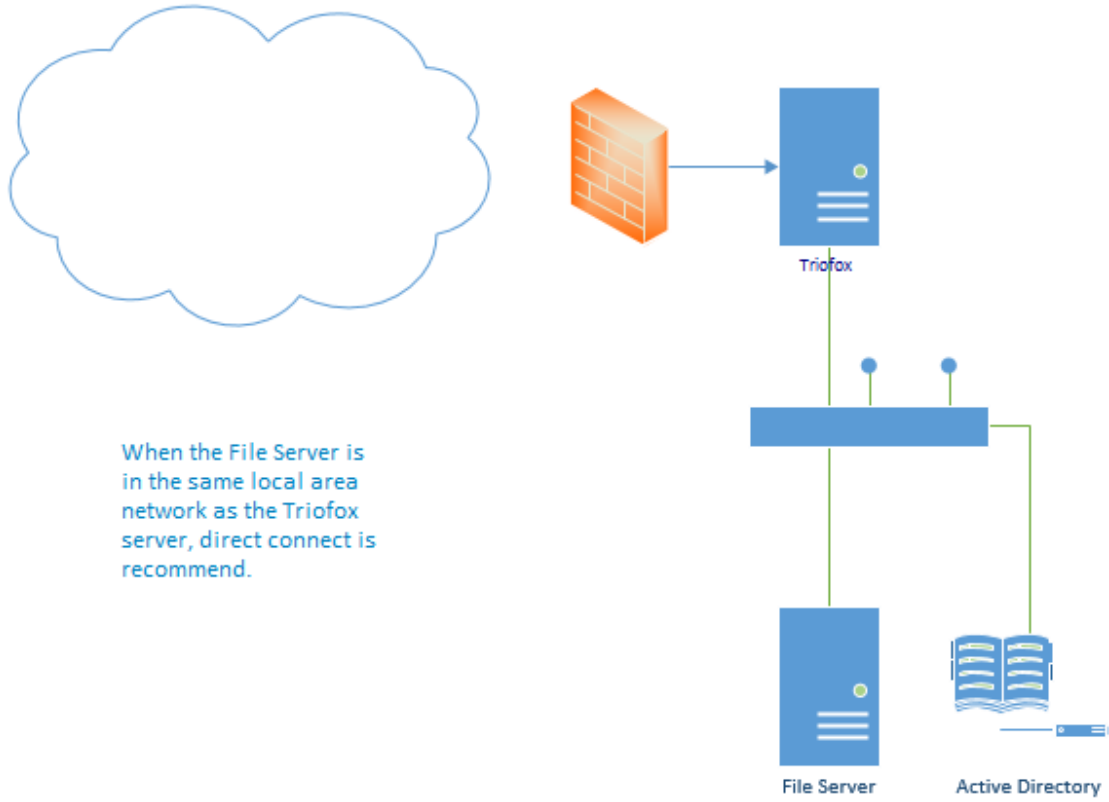 Triofox
When the File Server is
in the same local area
network as the Triofox
server, direct connect is
recommend.
File Server
Active Directory